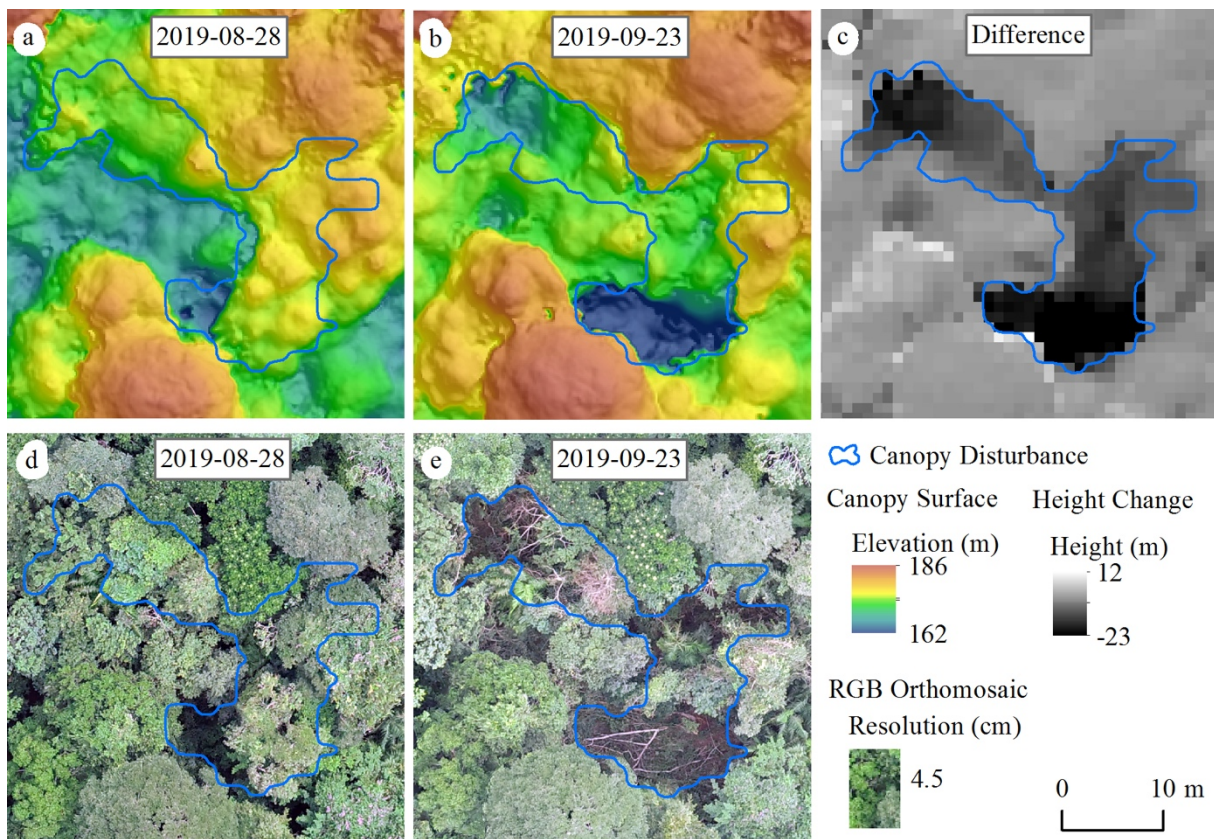 a
2019-08-28
b
2019-09-23
c
Difference
d
2019-08-28
e
2019-09-23
Canopy Disturbance
Canopy Surface
Elevation (m)
186
162
Height Change
Height (m)
12
-23
RGB Orthomosaic
Resolution (cm)
4.5
0
10 m